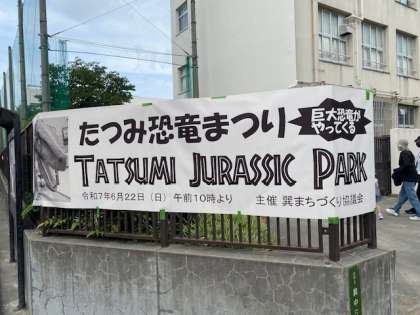 たつみ恐竜まつり
巨大恐竜が
やってくる
TATSUMI JURASSIC PARK
令和7年6月22日（日）午前10時より 主催 巽まちづくり協議会